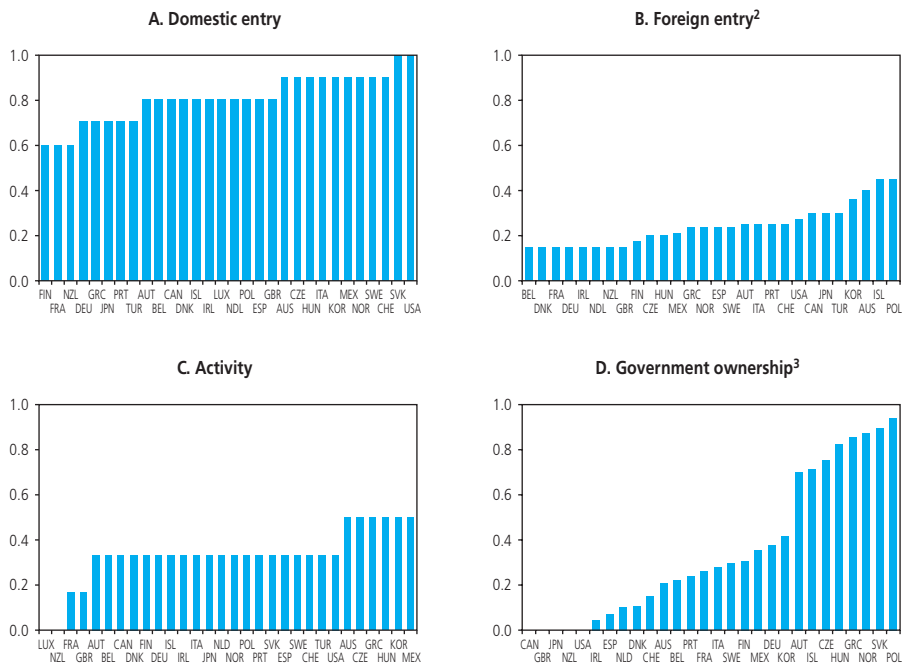 A. Domestic entry
1.0
0.8
0.6
0.4
0.2
0.0
FIN NZL GRC PRT AUT CAN ISL LUX POL GBR CZE ITA MEX SWE SVK
FRA DEU JPN TUR BEL DNK IRL NDL ESP AUS HUN KOR NOR CHE USA
B. Foreign entry²
1.0
0.8
0.6
0.4
0.2
0.0
BEL FRA IRL NZL FIN HUN GRC ESP AUT PRT USA JPN KOR ISL
DNK DEU NDL GBR CZE MEX NOR SWE ITA CHE CAN TUR AUS POL
C. Activity
1.0
0.8
0.6
0.4
0.2
0.0
LUX FRA AUT CAN FIN ISL ITA NLD POL SVK SWE TUR AUS GRC KOR
NZL GBR BEL DNK DEU IRL JPN NOR PRT ESP CHE USA CZE HUN MEX
D. Government ownership³
1.0
0.8
0.6
0.4
0.2
0.0
CAN JPN USA ESP DNK AUS PRT ITA FIN DEU AUT CZE GRC SVK
GBR NZL IRL NLD CHE BEL FRA SWE MEX KOR ISL HUN NOR POL